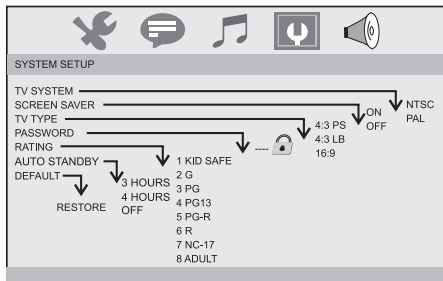 SYSTEM SETUP
TV SYSTEM
SCREEN SAVER
TV TYPE
PASSWORD
RATING
AUTO STANDBY
DEFAULT
RESTORE
3 HOURS
4 HOURS
OFF
1 KID SAFE
2 G
3 PG
4 PG13
5 PG-R
6 R
7 NC-17
8 ADULT
----
4:3 PS
4:3 LB
16:9
ON
OFF
NTSC
PAL